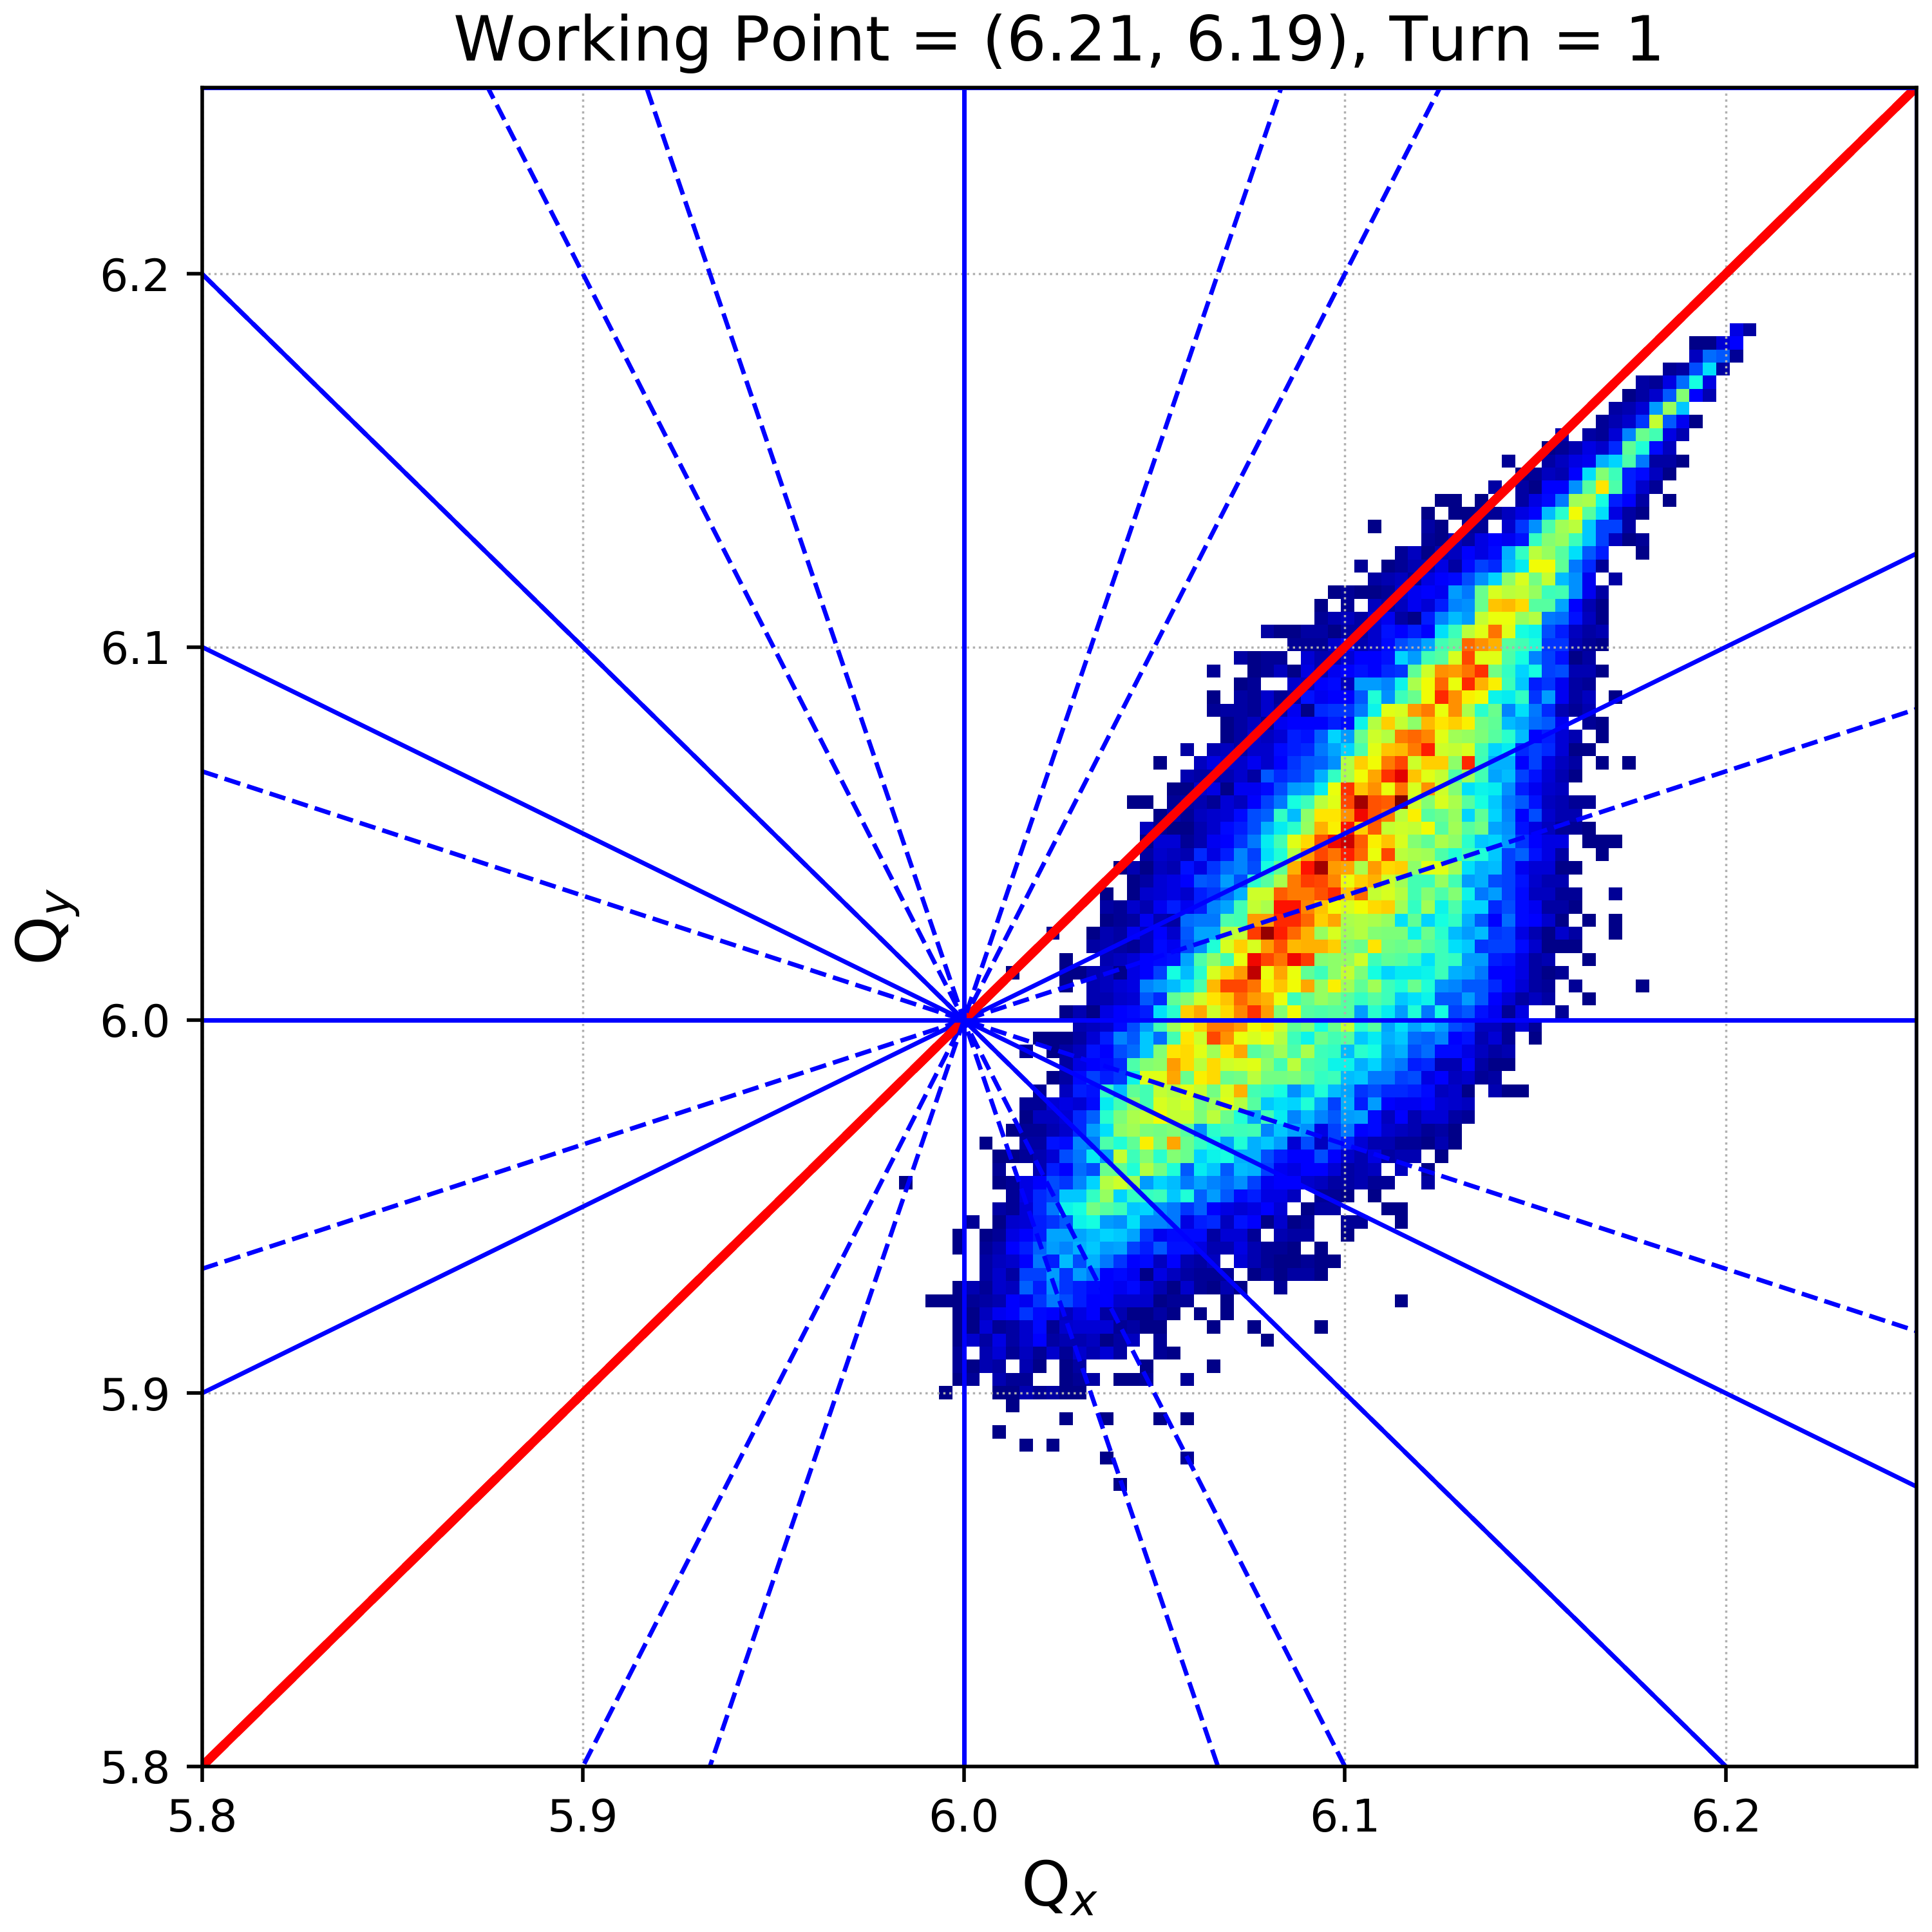 Working Point = (6.21, 6.19), Turn = 1
6.2
6.1
6.0
5.9
5.8
Qy
5.8 5.9 6.0 6.1 6.2
Qx